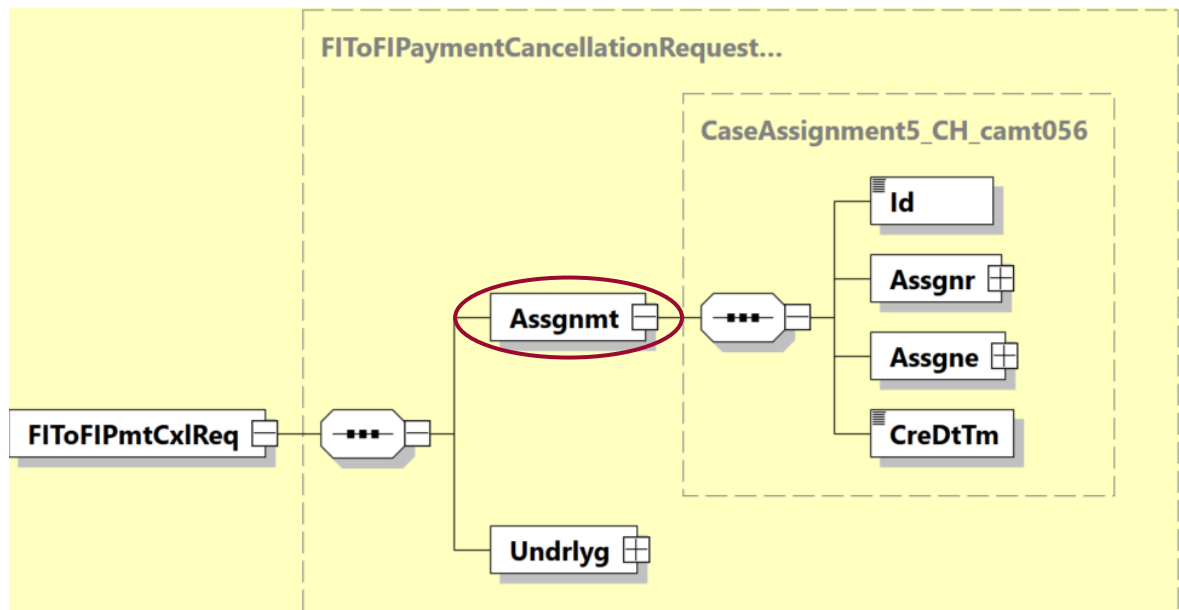 FIToFIPaymentCancellationRequest...
CaseAssignment5_CH_camt056
Id
Assgnr
Assgnmt
Assgne
FIToFIPmtCxlReq
CreDtTm
Undrlyg